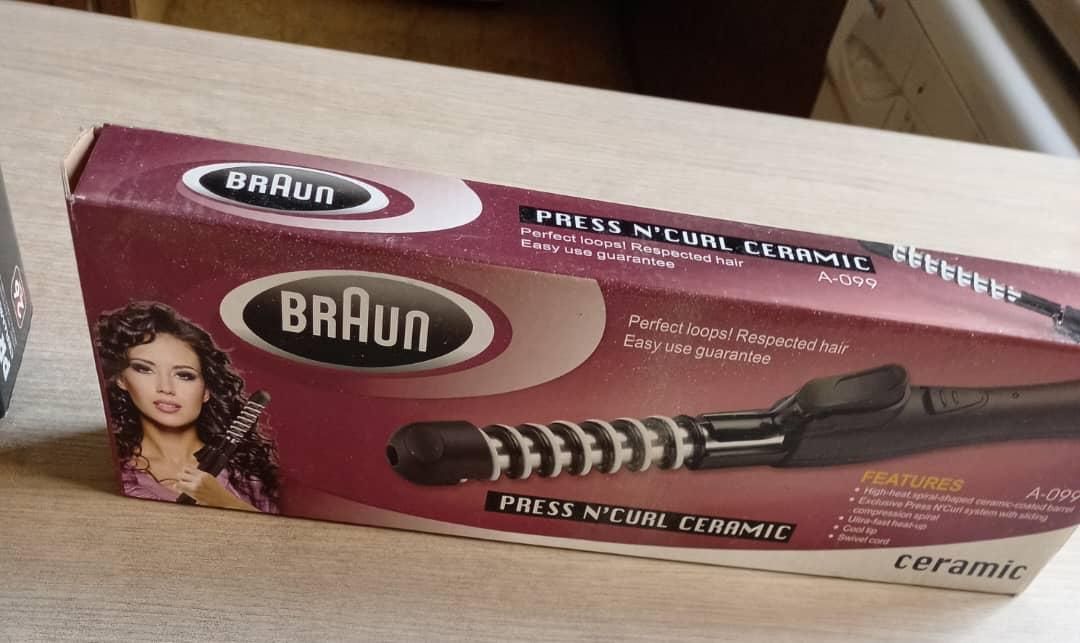 BRAUN
PRESS N'CURL CERAMIC
Perfect loops! Respected hair
Easy use guarantee
A-099
BRAUN
Perfect loops! Respected hair
Easy use guarantee
PRESS N'CURL CERAMIC
FEATURES
A-099
• High-heat,spiral-shaped ceramic-coated barrel
• Exclusive Press N'Curl system with sliding
compression spiral
• Ultra-fast heat-up
• Cool tip
• Swivel cord
ceramic